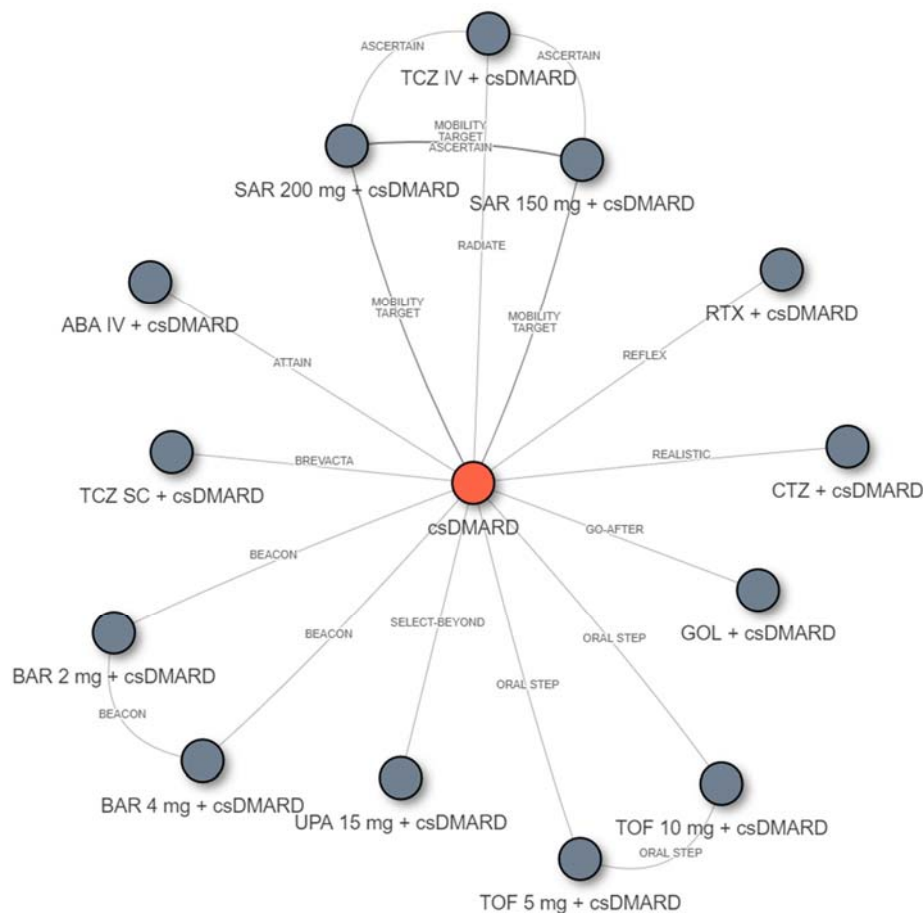 ASCERTAIN
TCZ IV + csDMARD
ASCERTAIN
MOBILITY
TARGET
ASCERTAIN
SAR 200 mg + csDMARD
SAR 150 mg + csDMARD
RADIATE
ABA IV + csDMARD
MOBILITY
TARGET
MOBILITY
TARGET
RTX + csDMARD
ATTAIN
REFLEX
BREVACTA
REALISTIC
TCZ SC + csDMARD
CTZ + csDMARD
csDMARD
GO-AFTER
BEACON
SELECT-BEYOND
BEACON
ORAL STEP
GOL + csDMARD
BAR 2 mg + csDMARD
ORAL STEP
BEACON
BAR 4 mg + csDMARD
UPA 15 mg + csDMARD
TOF 10 mg + csDMARD
ORAL STEP
TOF 5 mg + csDMARD